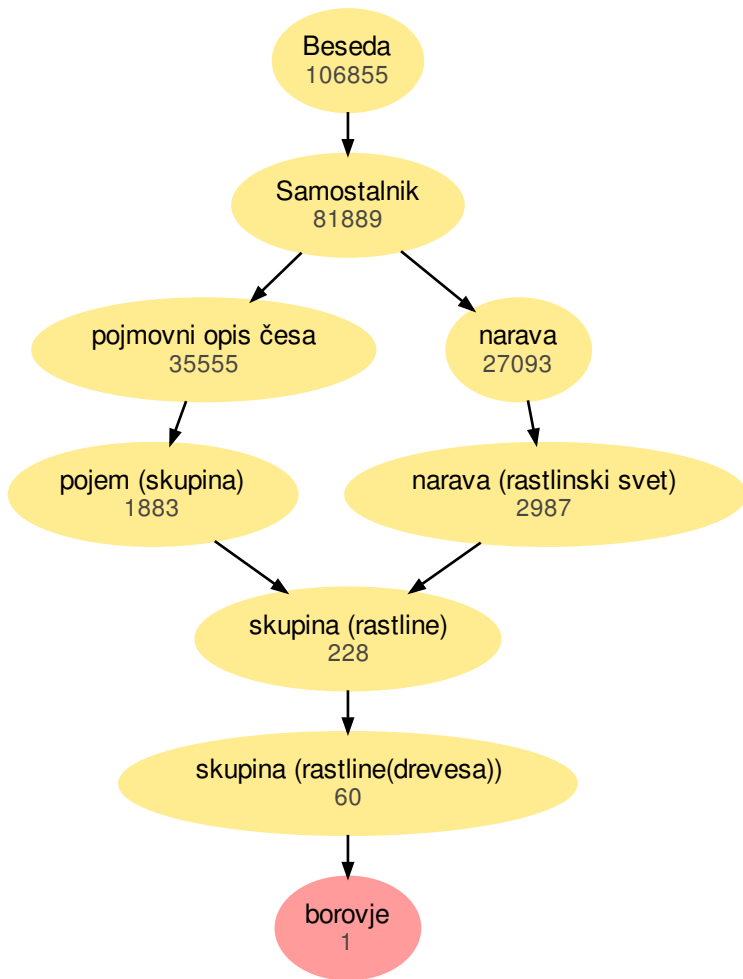 Beseda
106855
Samostalnik
81889
pojmovni opis česa
35555
narava
27093
pojem (skupina)
1883
narava (rastlinski svet)
2987
skupina (rastline)
228
skupina (rastline(drevesa))
60
borovje
1